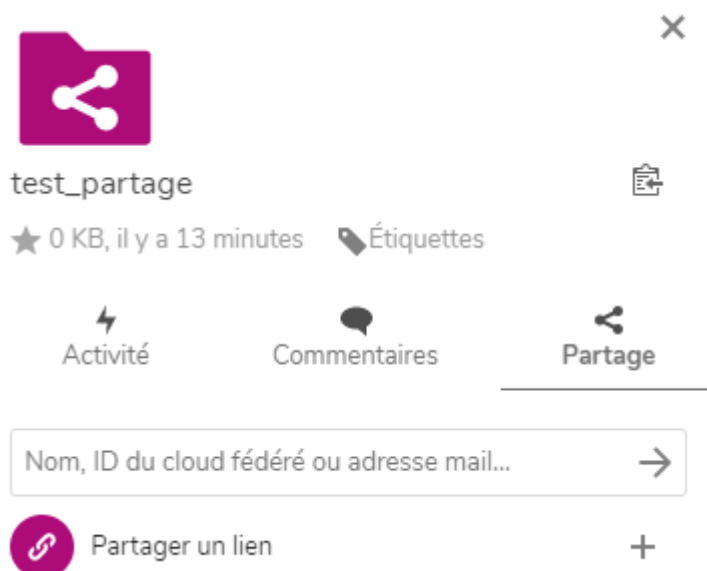 test_partage
0 KB, il y a 13 minutes Étiquettes
Activité Commentaires Partage
Nom, ID du cloud fédéré ou adresse mail...
Partager un lien